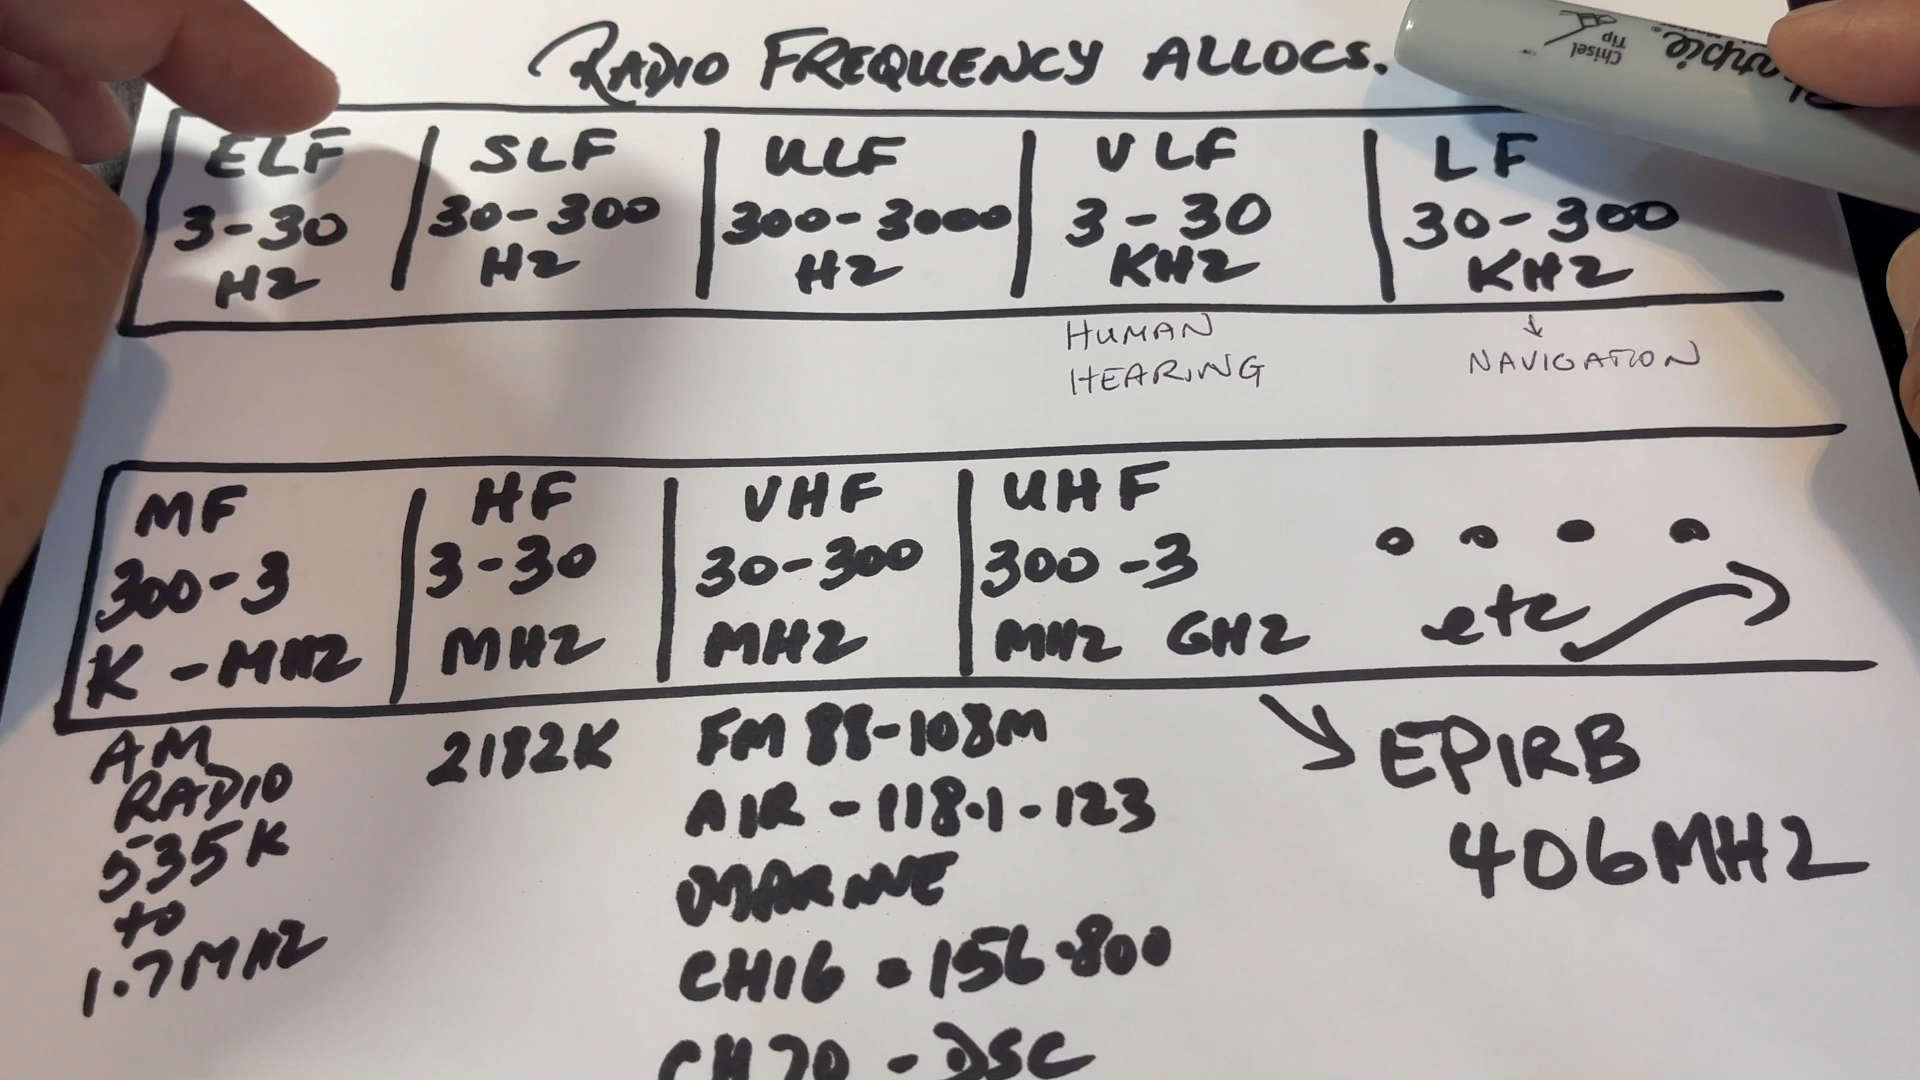 RADIO FREQUENCY ALLOCS.
Chisel
Tip
ELF
3-30
HZ
SLF
30-300
HZ
ULF
300-3000
HZ
VLF
3-30
KHZ
LF
30-300
KHZ
HUMAN
HEARING
NAVIGATION
MF
300-3
K-MHZ
HF
3-30
MHZ
VHF
30-300
MHZ
UHF
300-3
MHZ GHZ
etc
AM
RADIO
535K
to
1.7MHZ
2182K
FM 88-108M
AIR-118.1-123
MARINE
CH16 = 156.800
CH70 - DSC
EPIRB
406MHZ